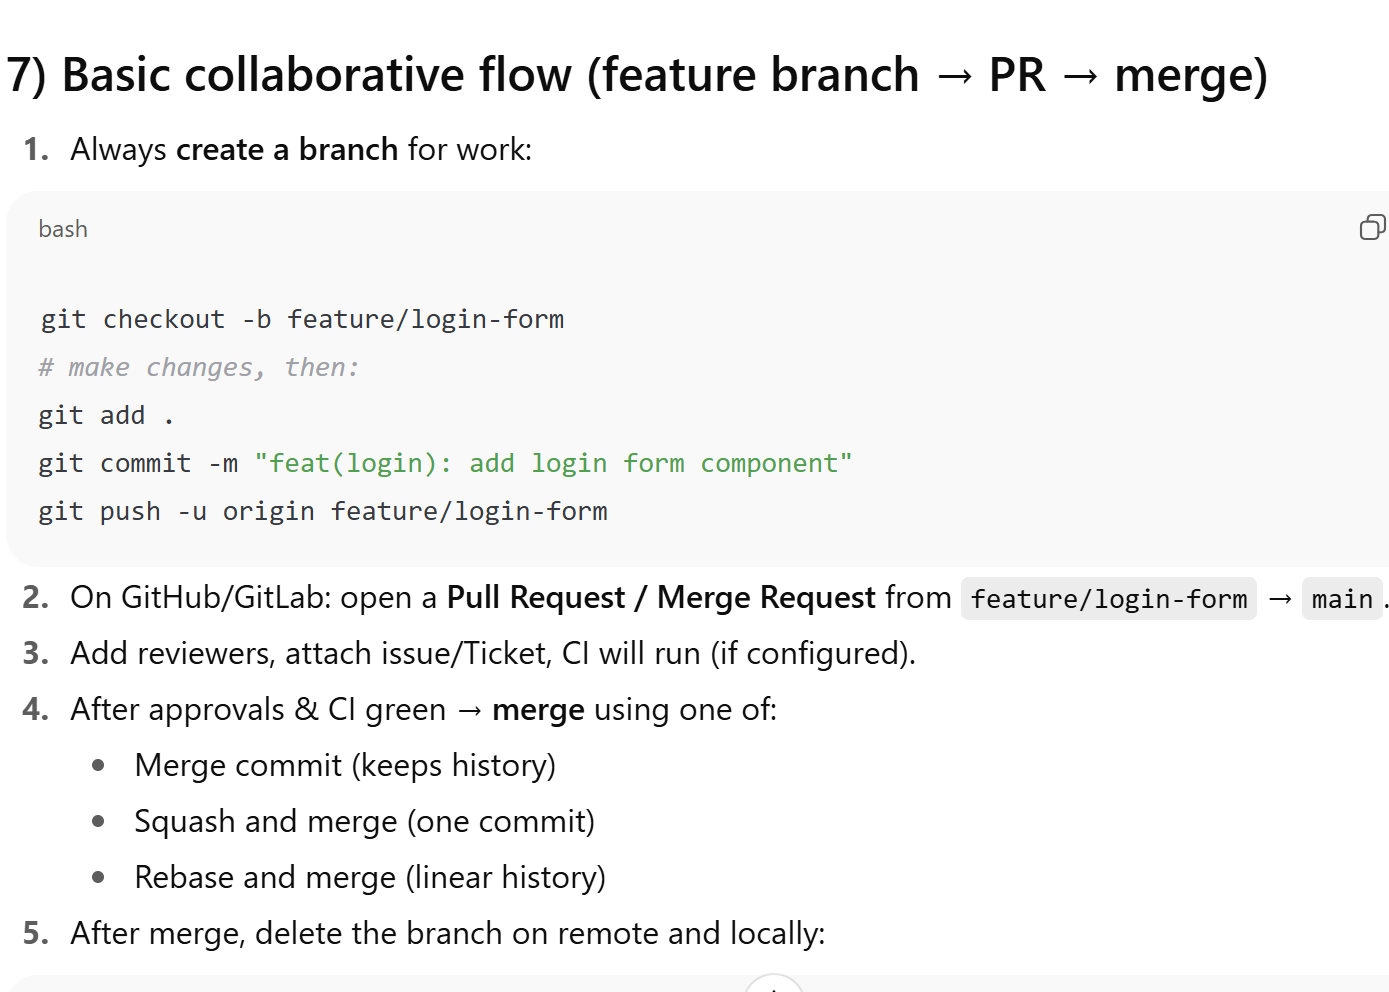 7) Basic collaborative flow (feature branch → PR → merge)
1. Always create a branch for work:
bash
git checkout -b feature/login-form
# make changes, then:
git add .
git commit -m "feat(login): add login form component"
git push -u origin feature/login-form
2. On GitHub/GitLab: open a Pull Request / Merge Request from feature/login-form → main.
3. Add reviewers, attach issue/Ticket, CI will run (if configured).
4. After approvals & CI green → merge using one of:
• Merge commit (keeps history)
• Squash and merge (one commit)
• Rebase and merge (linear history)
5. After merge, delete the branch on remote and locally: